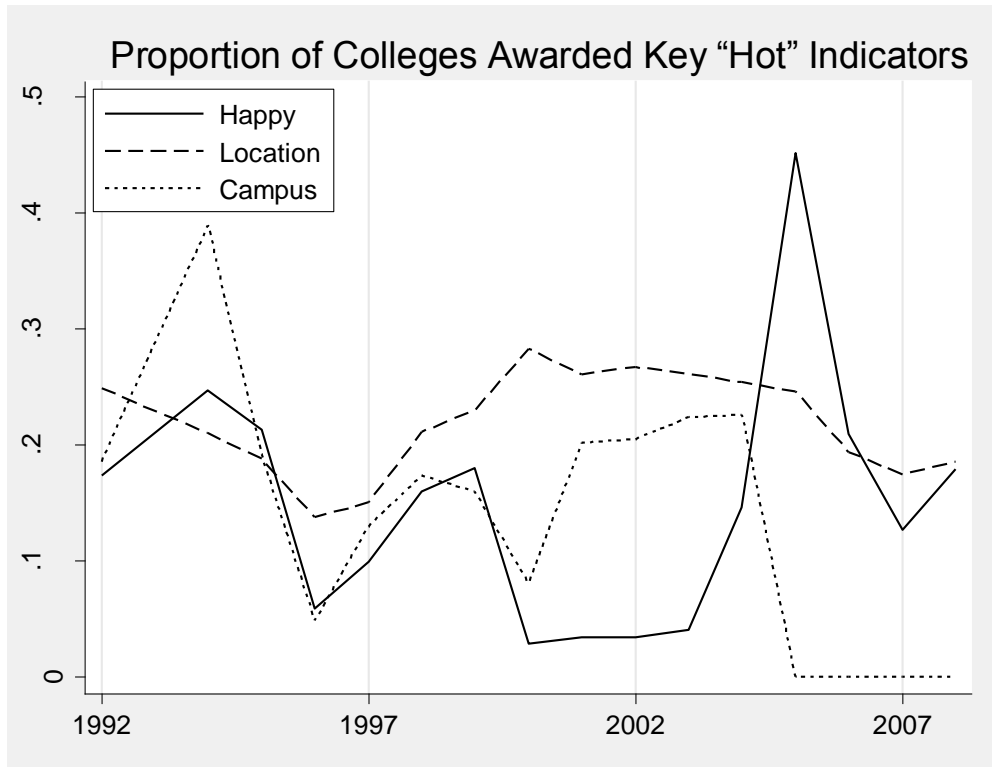 Proportion of Colleges Awarded Key “Hot” Indicators
Happy
Location
Campus
.5
.4
.3
.2
.1
0
1992
1997
2002
2007